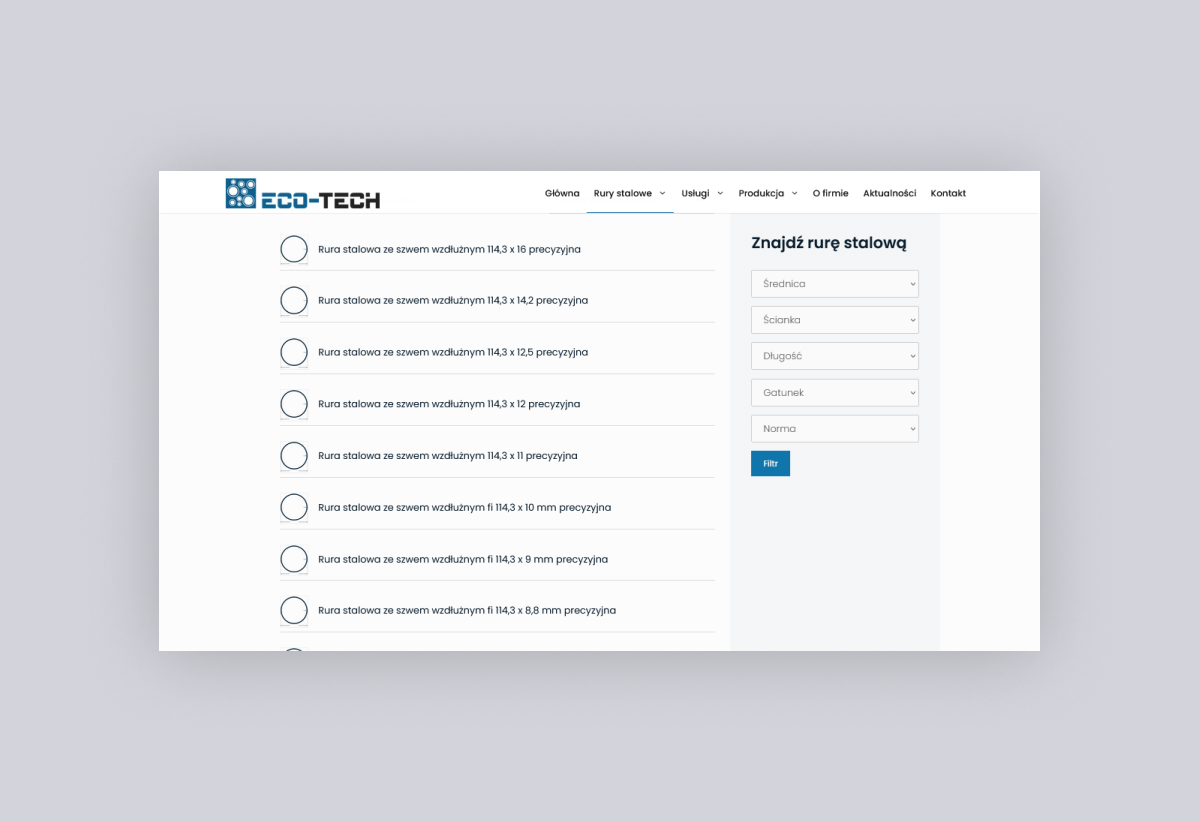 ECO-TECH
Główna Rury stalowe Usługi Produkcja O firmie Aktualności Kontakt
Rura stalowa ze szwem wzdłużnym 114,3 x 16 precyzyjna
Rura stalowa ze szwem wzdłużnym 114,3 x 14,2 precyzyjna
Rura stalowa ze szwem wzdłużnym 114,3 x 12,5 precyzyjna
Rura stalowa ze szwem wzdłużnym 114,3 x 12 precyzyjna
Rura stalowa ze szwem wzdłużnym 114,3 x 11 precyzyjna
Rura stalowa ze szwem wzdłużnym fi 114,3 x 10 mm precyzyjna
Rura stalowa ze szwem wzdłużnym fi 114,3 x 9 mm precyzyjna
Rura stalowa ze szwem wzdłużnym fi 114,3 x 8,8 mm precyzyjna
Znajdź rurę stalową
Średnica
Ścianka
Długość
Gatunek
Norma
Filtr